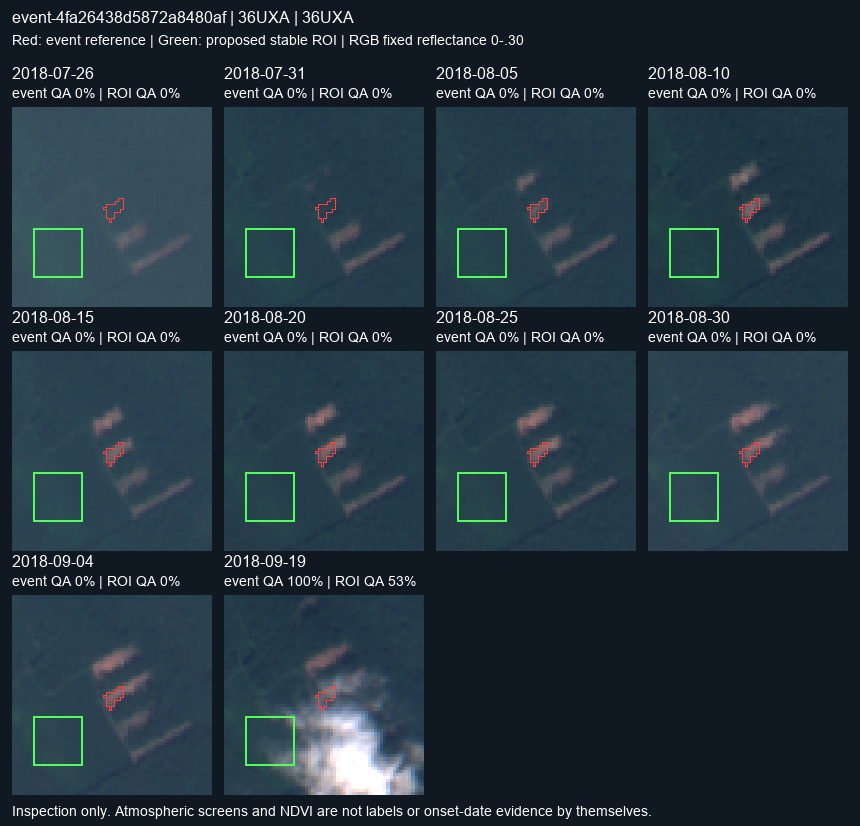 event-4fa26438d5872a8480af | 36UXA | 36UXA
Red: event reference | Green: proposed stable ROI | RGB fixed reflectance 0-.30
2018-07-26
event QA 0% | ROI QA 0%
2018-07-31
event QA 0% | ROI QA 0%
2018-08-05
event QA 0% | ROI QA 0%
2018-08-10
event QA 0% | ROI QA 0%
2018-08-15
event QA 0% | ROI QA 0%
2018-08-20
event QA 0% | ROI QA 0%
2018-08-25
event QA 0% | ROI QA 0%
2018-08-30
event QA 0% | ROI QA 0%
2018-09-04
event QA 0% | ROI QA 0%
2018-09-19
event QA 100% | ROI QA 53%
Inspection only. Atmospheric screens and NDVI are not labels or onset-date evidence by themselves.